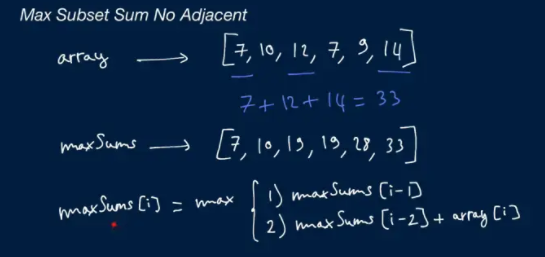 Max Subset Sum No Adjacent
array → [7, 10, 12, 7, 9, 14]
7 + 12 + 14 = 33
maxSums → [7, 10, 19, 19, 28, 33]
maxSums[i] = max { 1) maxSums[i-1]
2) maxSums[i-2] + array[i]